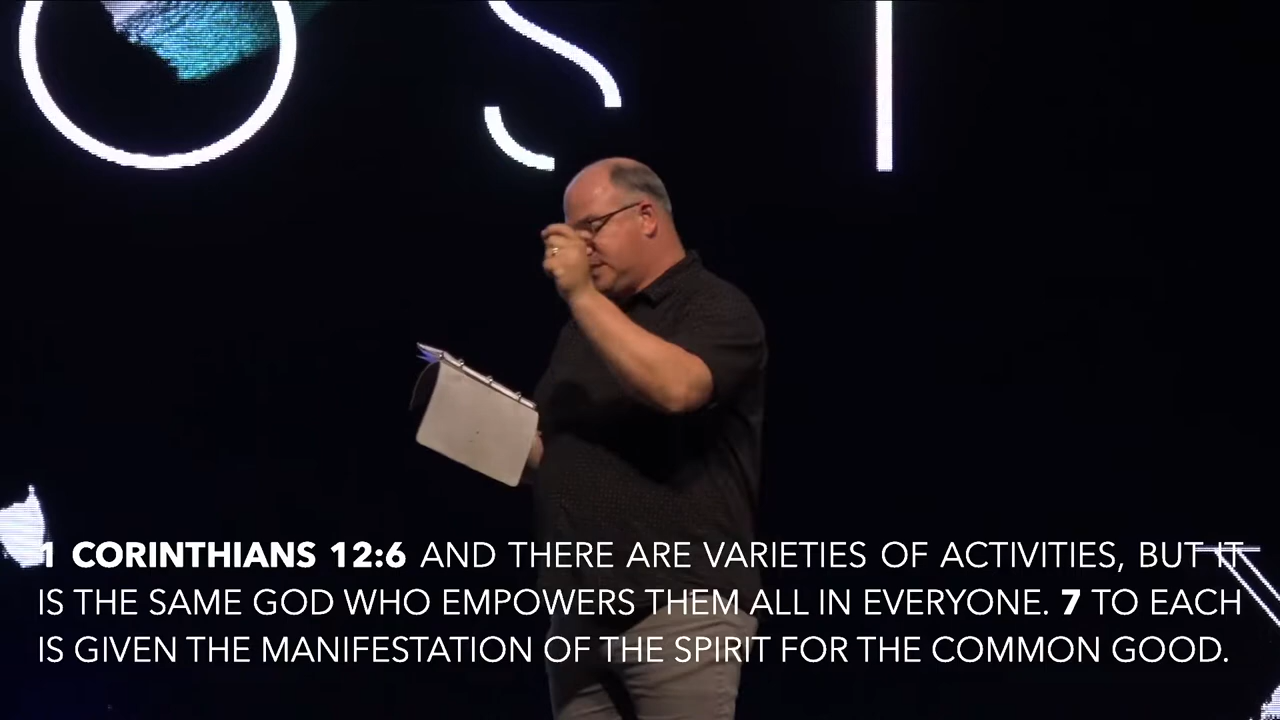 OST
1 CORINTHIANS 12:6 AND THERE ARE VARIETIES OF ACTIVITIES, BUT IT
IS THE SAME GOD WHO EMPOWERS THEM ALL IN EVERYONE. 7 TO EACH
IS GIVEN THE MANIFESTATION OF THE SPIRIT FOR THE COMMON GOOD.